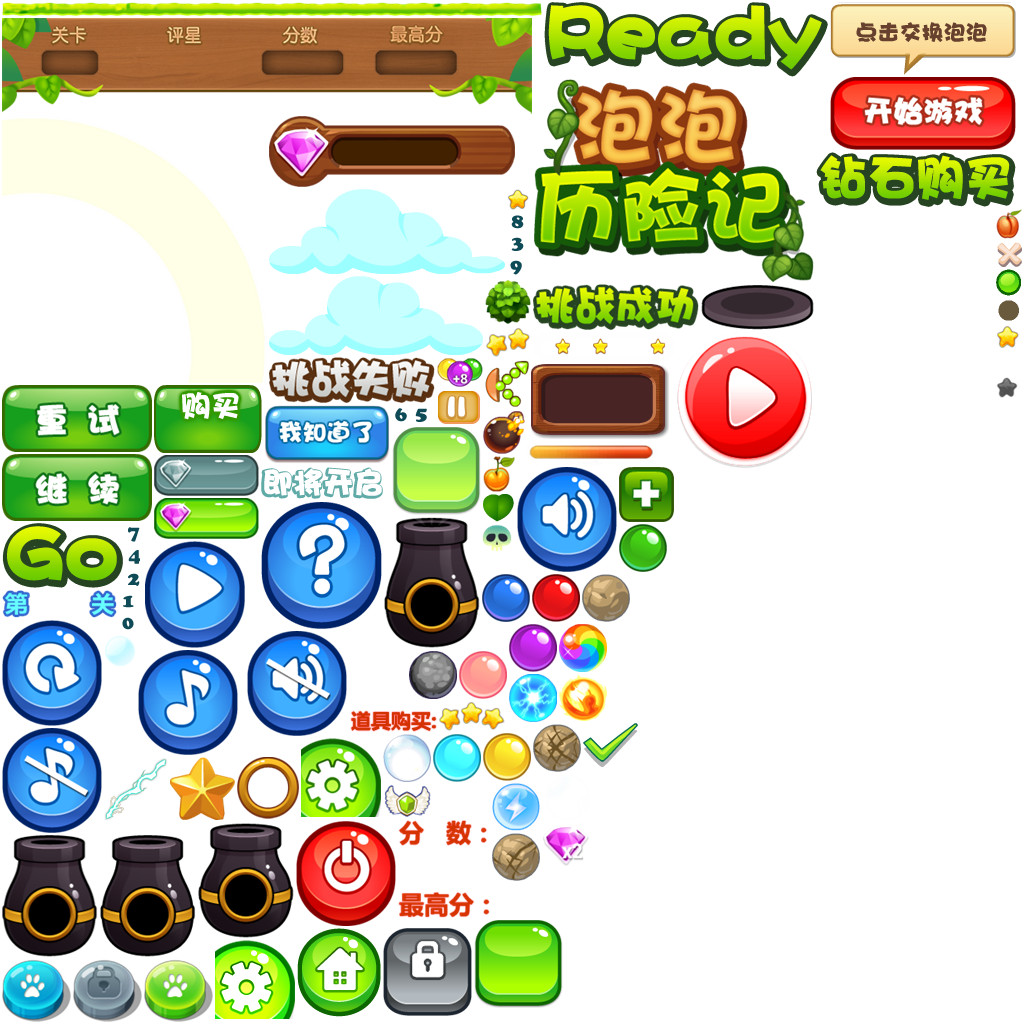 关卡 评星 分数 最高分
Ready
点击交换泡泡
开始游戏
泡泡
历险记
钻石购买
8
3
9
挑战成功
挑战失败
+8
6 5
重试
购买
我知道了
继续
即将开启
Go
7
4
2
1
0
第 关
道具购买:
分 数：
x2
最高分：